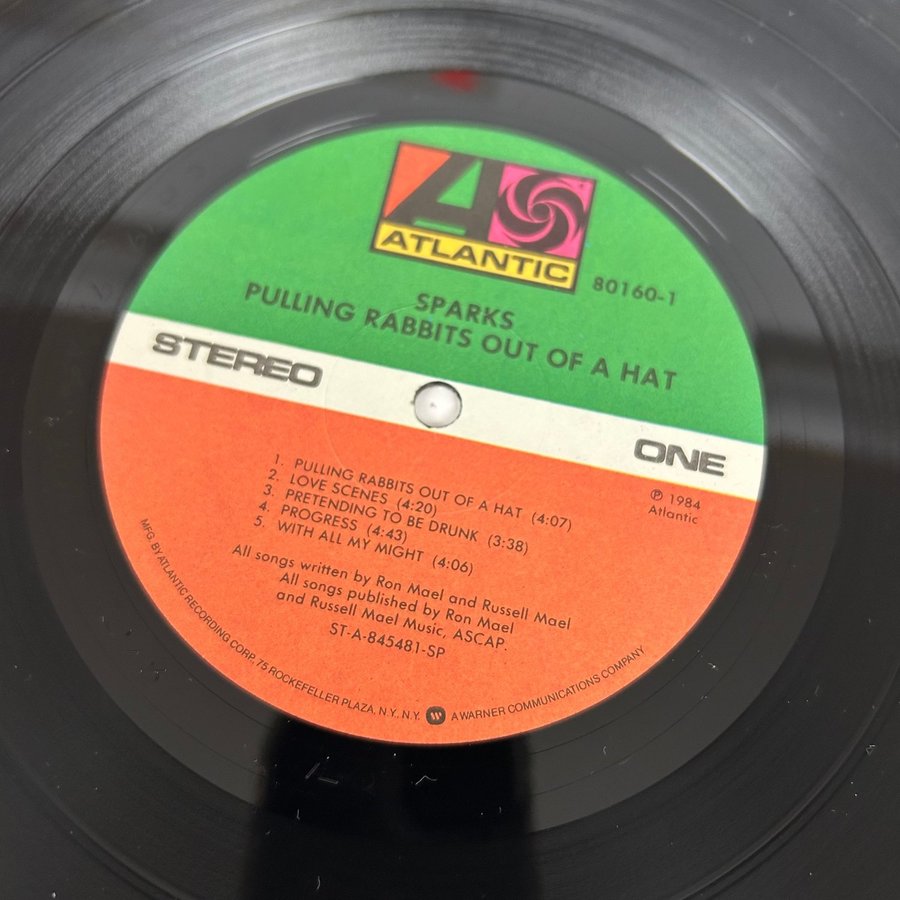 ATLANTIC
80160-1
SPARKS
PULLING RABBITS OUT OF A HAT
STEREO
ONE
℗ 1984
Atlantic
1. PULLING RABBITS OUT OF A HAT (4:07)
2. LOVE SCENES (4:20)
3. PRETENDING TO BE DRUNK (3:38)
4. PROGRESS (4:43)
5. WITH ALL MY MIGHT (4:06)
All songs written by Ron Mael and Russell Mael
All songs published by Ron Mael
and Russell Mael Music, ASCAP.
ST-A-845481-SP
MFG. BY ATLANTIC RECORDING CORP. 75 ROCKEFELLER PLAZA, N.Y., N.Y. A WARNER COMMUNICATIONS COMPANY